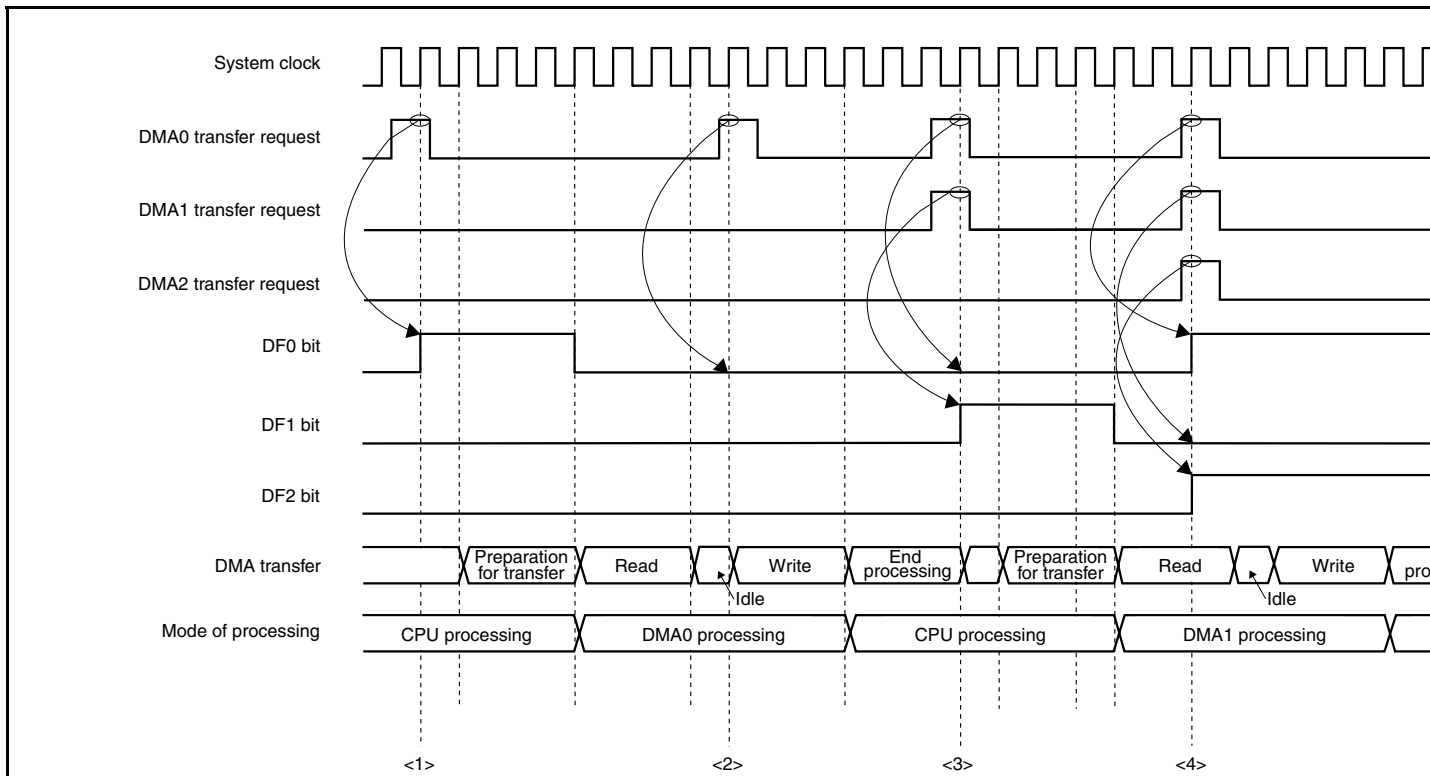 System clock
DMA0 transfer request
DMA1 transfer request
DMA2 transfer request
DF0 bit
DF1 bit
DF2 bit
DMA transfer
Preparation
for transfer
Read
Idle
Write
End
processing
Preparation
for transfer
Read
Idle
Write
pro
Mode of processing
CPU processing
DMA0 processing
CPU processing
DMA1 processing
<1>
<2>
<3>
<4>